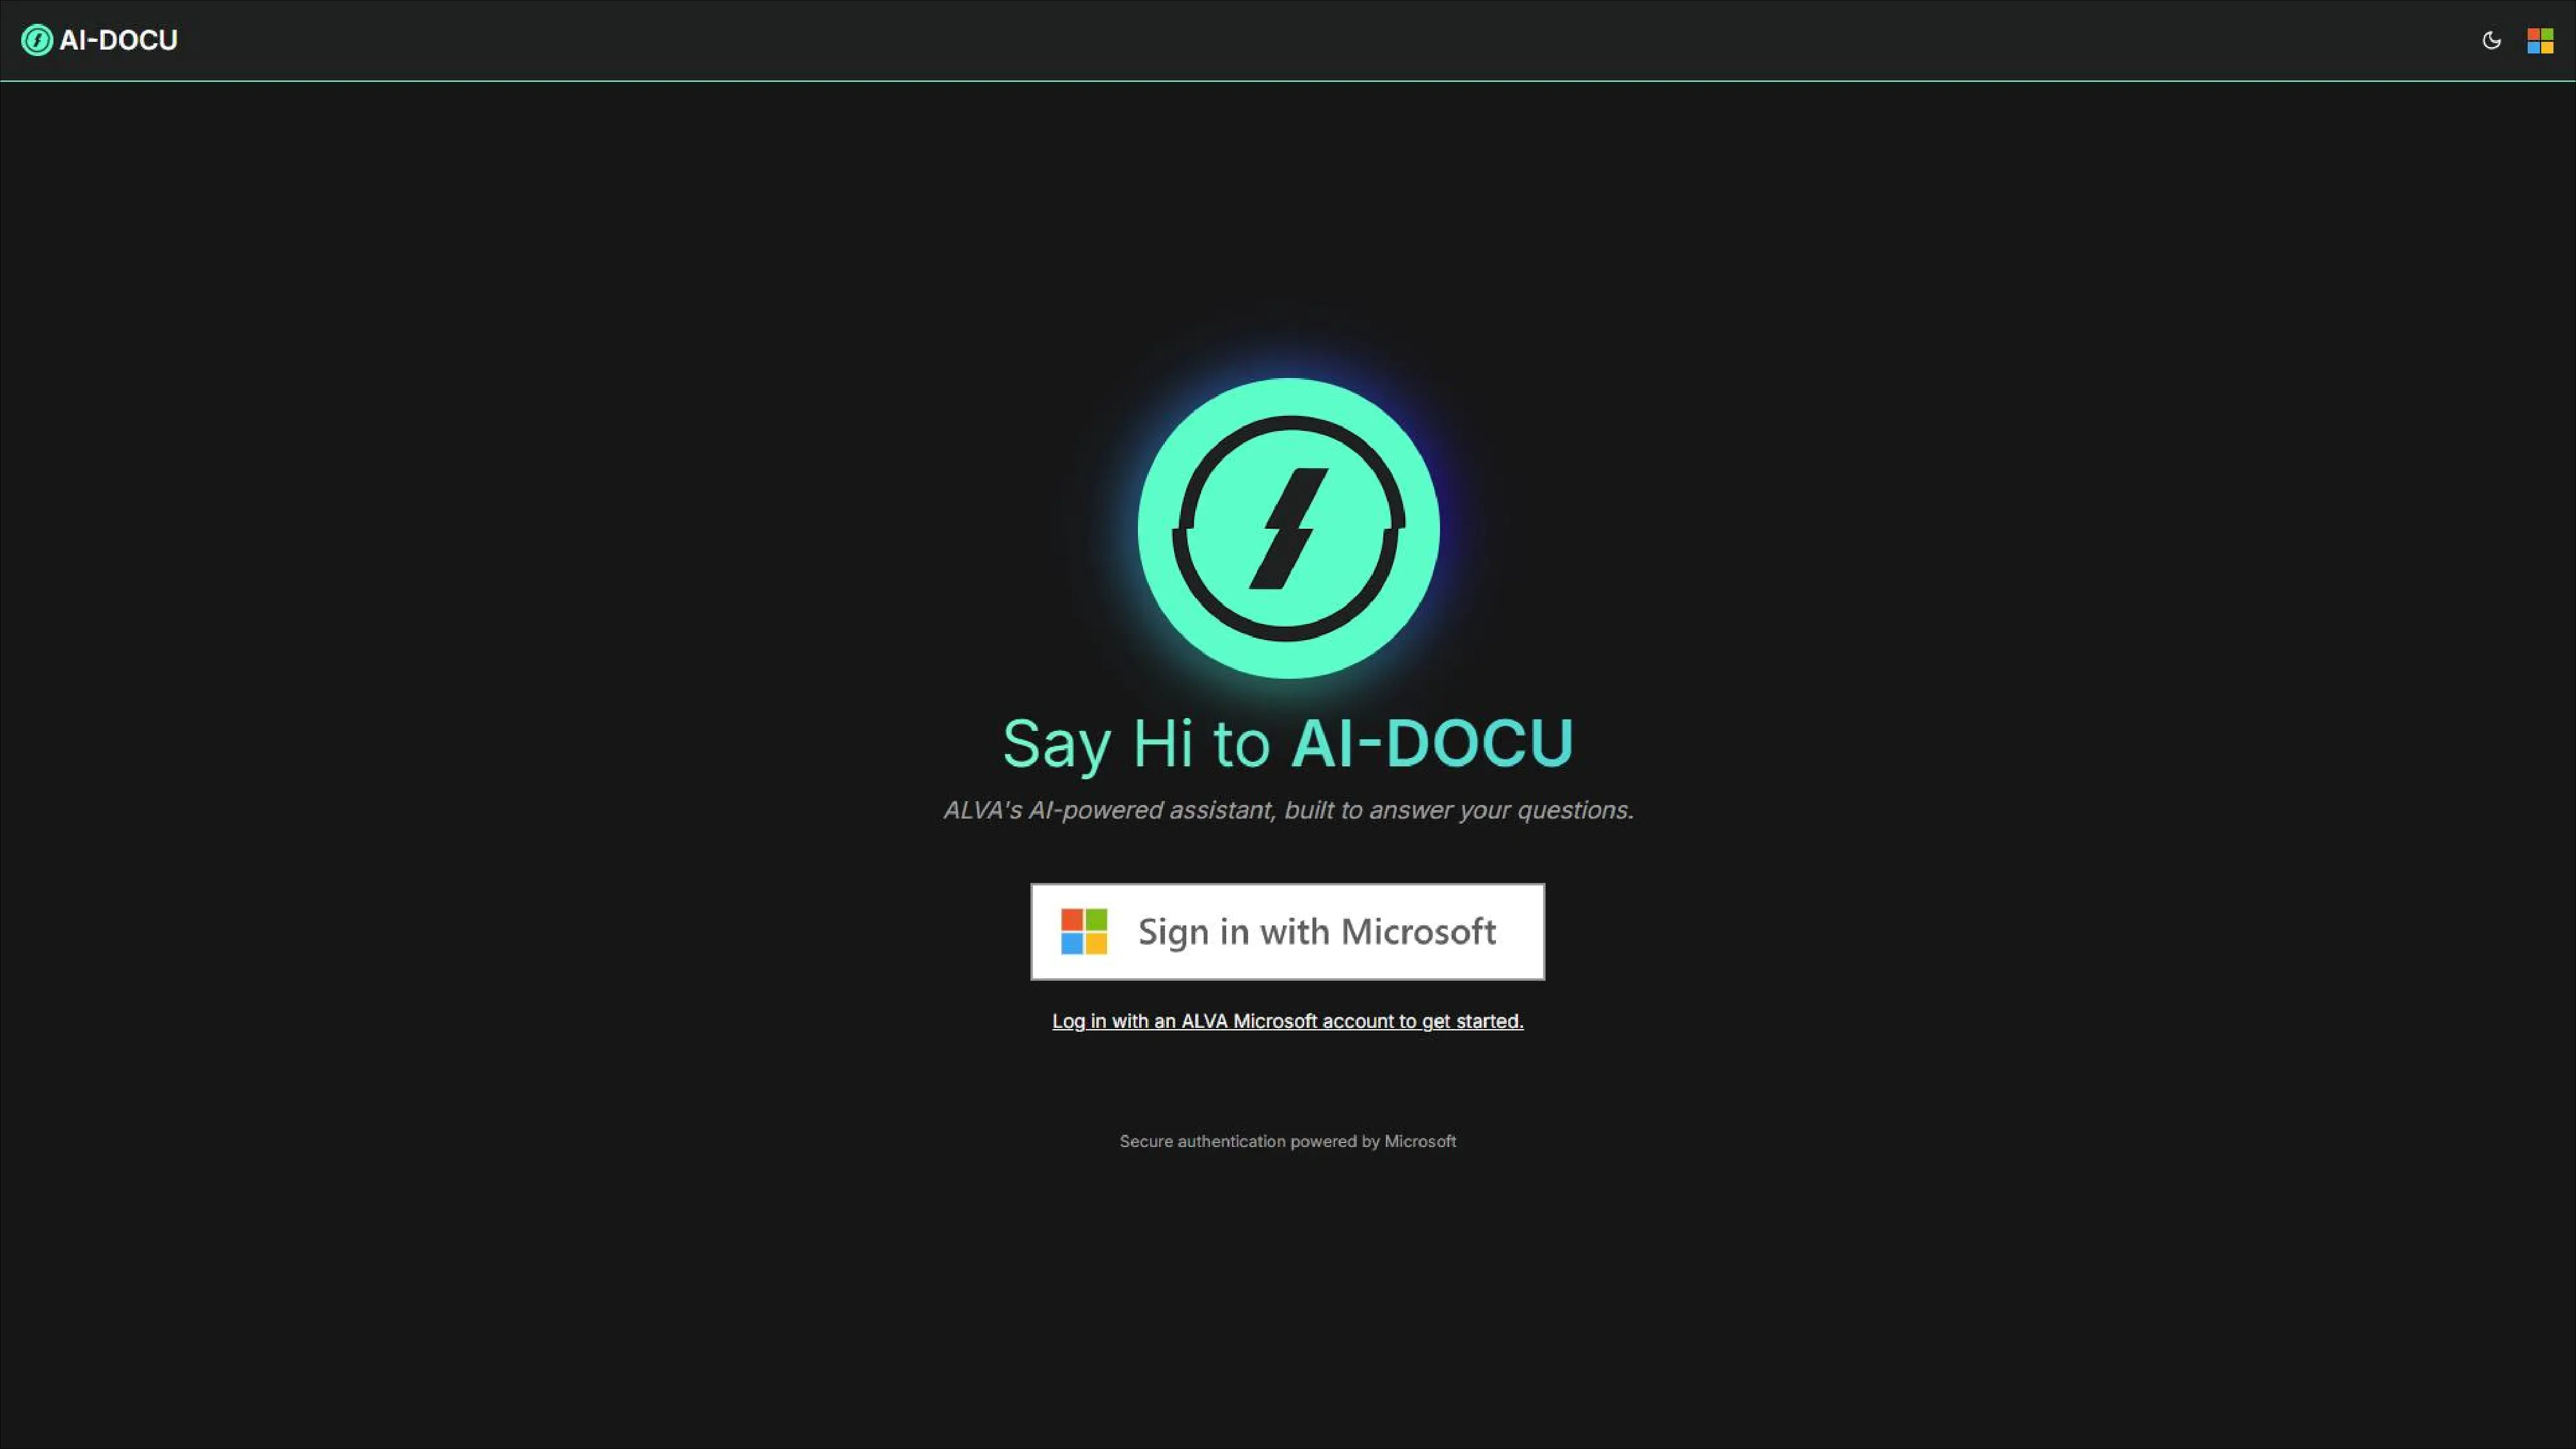 AI-DOCU
Say Hi to AI-DOCU
ALVA's AI-powered assistant, built to answer your questions.
Sign in with Microsoft
Log in with an ALVA Microsoft account to get started.
Secure authentication powered by Microsoft